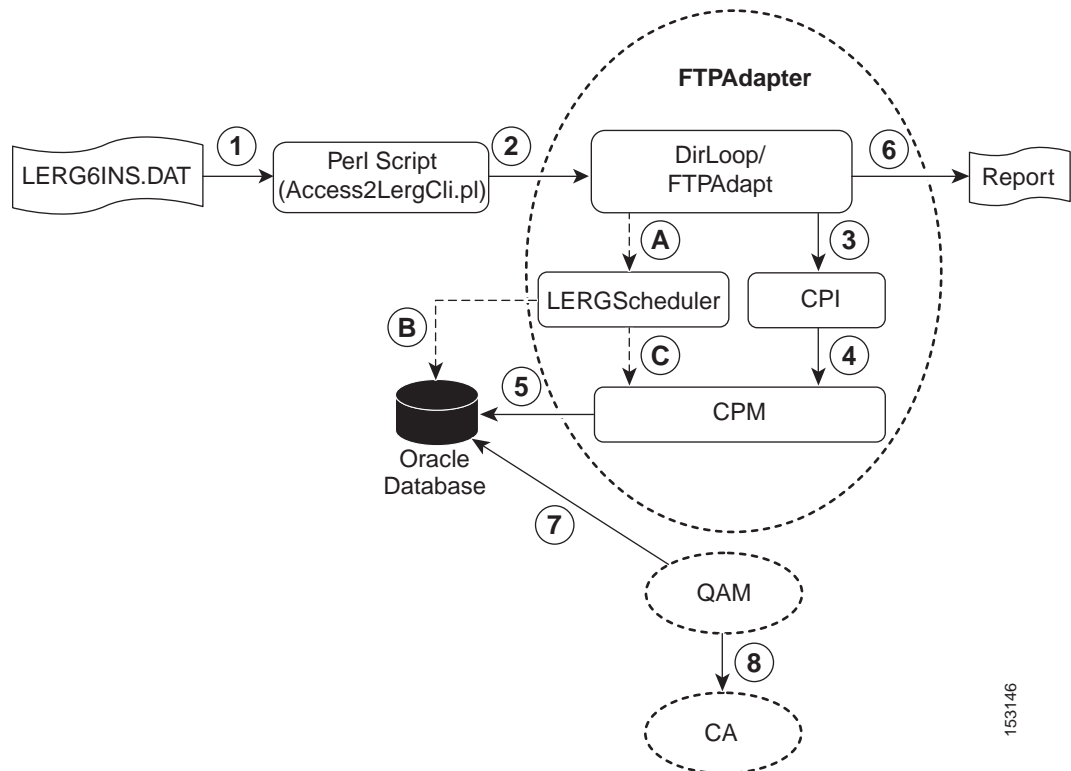 FTPAdapter
1
2
6
LERG6INS.DAT
Perl Script
(Access2LergCli.pl)
DirLoop/
FTPAdapt
Report
A
3
LERGScheduler
CPI
B
C
4
5
CPM
Oracle
Database
7
QAM
8
CA
153146